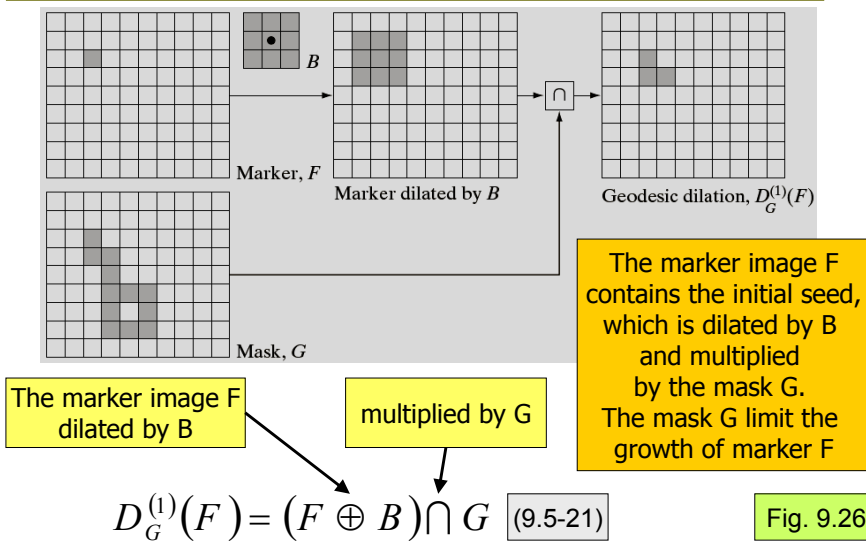 B
∩
Marker, F
Marker dilated by B
Geodesic dilation, D_G^{(1)}(F)
Mask, G
The marker image F
contains the initial seed,
which is dilated by B
and multiplied
by the mask G.
The mask G limit the
growth of marker F
The marker image F
dilated by B
multiplied by G
D_G^{(1)}(F) = (F ⊕ B) ∩ G (9.5-21)
Fig. 9.26